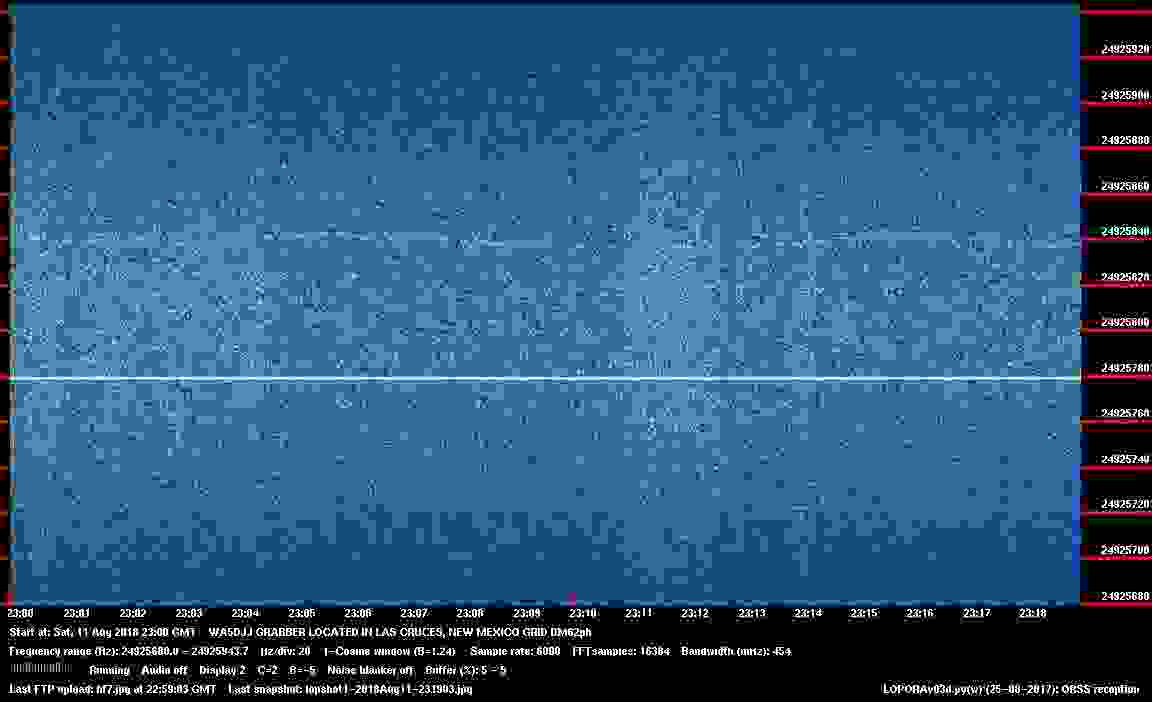 24925920
24925900
24925880
24925860
24925840
24925820
24925800
24925780
24925760
24925740
24925720
24925700
24925680
23:00 23:01 23:02 23:03 23:04 23:05 23:06 23:07 23:08 23:09 23:10 23:11 23:12 23:13 23:14 23:15 23:16 23:17 23:18
Start at: Sat, 11 Aug 2018 23:00 GMT WA5DJJ GRABBER LOCATED IN LAS CRUCES, NEW MEXICO GRID DM62ph
Frequency range (Hz): 24925680.0 - 24925943.7 Hz/div: 20 1-Cosine window (B=1.24) Sample rate: 6000 FFTsamples: 16384 Bandwidth (mHz): 454
Running Audio off Display 2 C=2 B=-5 Noise blanker off Buffer (%): 5 - 5
Last FTP upload: hf7.jpg at 22:59:03 GMT Last snapshot: lopshot1-2018Aug11-231903.jpg
LOPORAv03d.py(w) (25-08-2017): QRSS reception